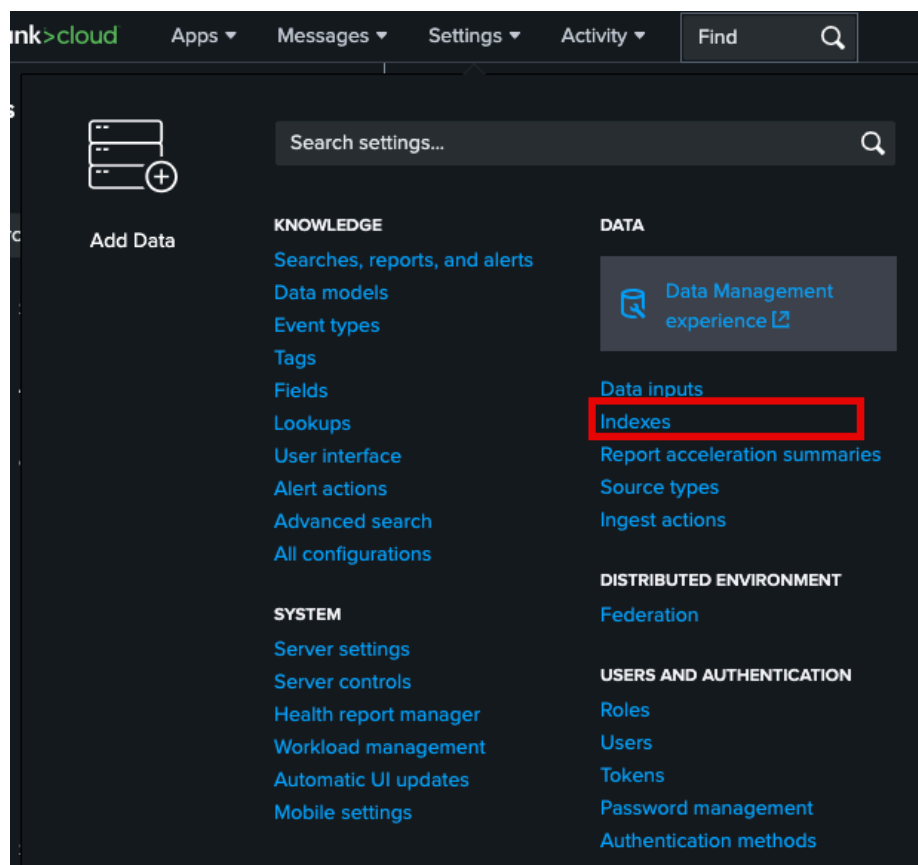 nk>cloud Apps Messages Settings Activity Find
Search settings...
Add Data
KNOWLEDGE
Searches, reports, and alerts
Data models
Event types
Tags
Fields
Lookups
User interface
Alert actions
Advanced search
All configurations
SYSTEM
Server settings
Server controls
Health report manager
Workload management
Automatic UI updates
Mobile settings
DATA
Data Management
experience
Data inputs
Indexes
Report acceleration summaries
Source types
Ingest actions
DISTRIBUTED ENVIRONMENT
Federation
USERS AND AUTHENTICATION
Roles
Users
Tokens
Password management
Authentication methods